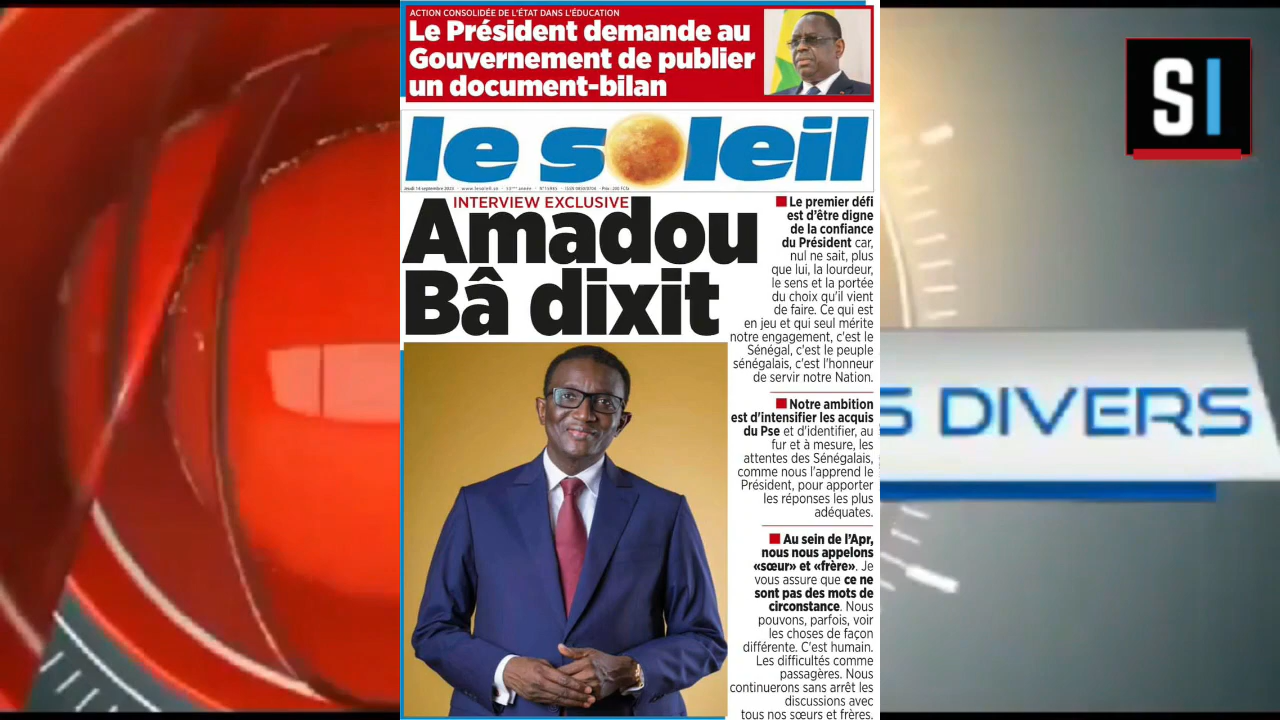 ACTION CONSOLIDÉE DE L'ÉTAT DANS L'ÉDUCATION
Le Président demande au
Gouvernement de publier
un document-bilan
SI
le soleil
INTERVIEW EXCLUSIVE
Amadou
Bâ dixit
Le premier défi
est d'être digne
de la confiance
du Président car,
nul ne sait, plus
que lui, la lourdeur,
le sens et la portée
du choix qu'il vient
de faire. Ce qui est
en jeu et qui seul mérite
notre engagement, c'est le
Sénégal, c'est le peuple
sénégalais, c'est l'honneur
de servir notre Nation.
Notre ambition
est d'intensifier les acquis
du Pse et d'identifier, au
fur et à mesure, les
attentes des Sénégalais,
comme nous l'apprend le
Président, pour apporter
les réponses les plus
adéquates.
Au sein de l'Apr,
nous nous appelons
«sœur» et «frère». Je
vous assure que ce ne
sont pas des mots de
circonstance. Nous
pouvons, parfois, voir
les choses de façon
différente. C'est humain.
Les difficultés comme
passagères. Nous
continuerons sans arrêt les
discussions avec
tous nos sœurs et frères.
S DIVERS